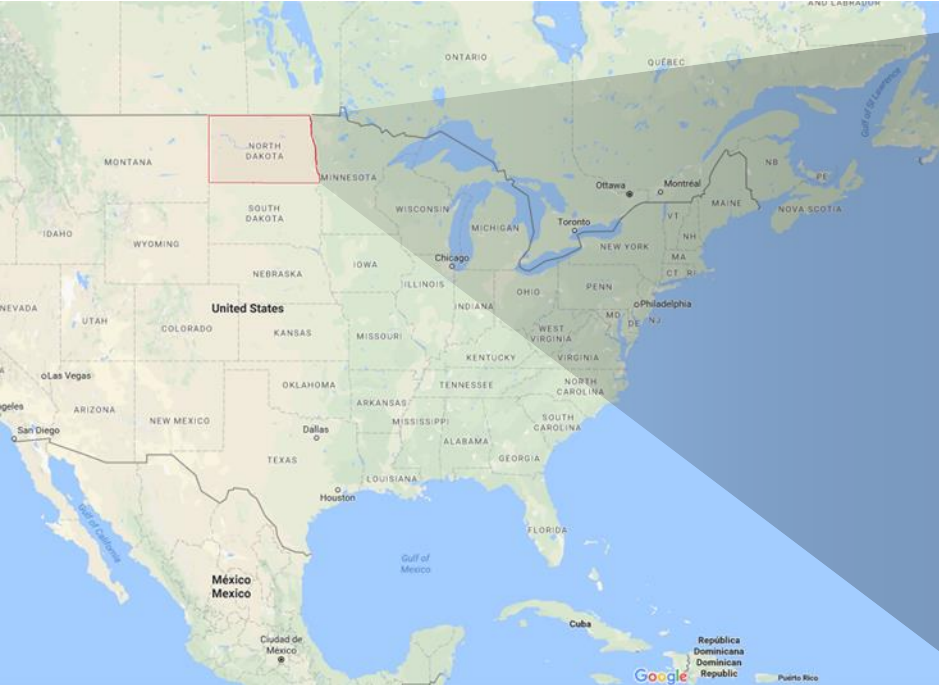 AND LABRADOR
ONTARIO
QUÉBEC
Gulf of St Lawrence
NORTH
DAKOTA
MONTANA
MINNESOTA
Ottawa
Montréal
NB
PE
MAINE
NOVA SCOTIA
SOUTH
DAKOTA
WISCONSIN
MICHIGAN
Toronto
VT
NH
IDAHO
WYOMING
NEW YORK
MA
CT RI
Chicago
IOWA
NEBRASKA
ILLINOIS
INDIANA
OHIO
PENN
Philadelphia
NEVADA
UTAH
United States
COLORADO
KANSAS
MISSOURI
MD
DE
NJ
WEST
VIRGINIA
KENTUCKY
VIRGINIA
Las Vegas
OKLAHOMA
TENNESSEE
NORTH
CAROLINA
geles
ARIZONA
NEW MEXICO
ARKANSAS
MISSISSIPPI
SOUTH
CAROLINA
San Diego
Dallas
ALABAMA
TEXAS
GEORGIA
LOUISIANA
Houston
Gulf of California
FLORIDA
Gulf of
Mexico
México
Mexico
Cuba
Ciudad de
México
República
Dominicana
Dominican
Republic
Google
Puerto Rico